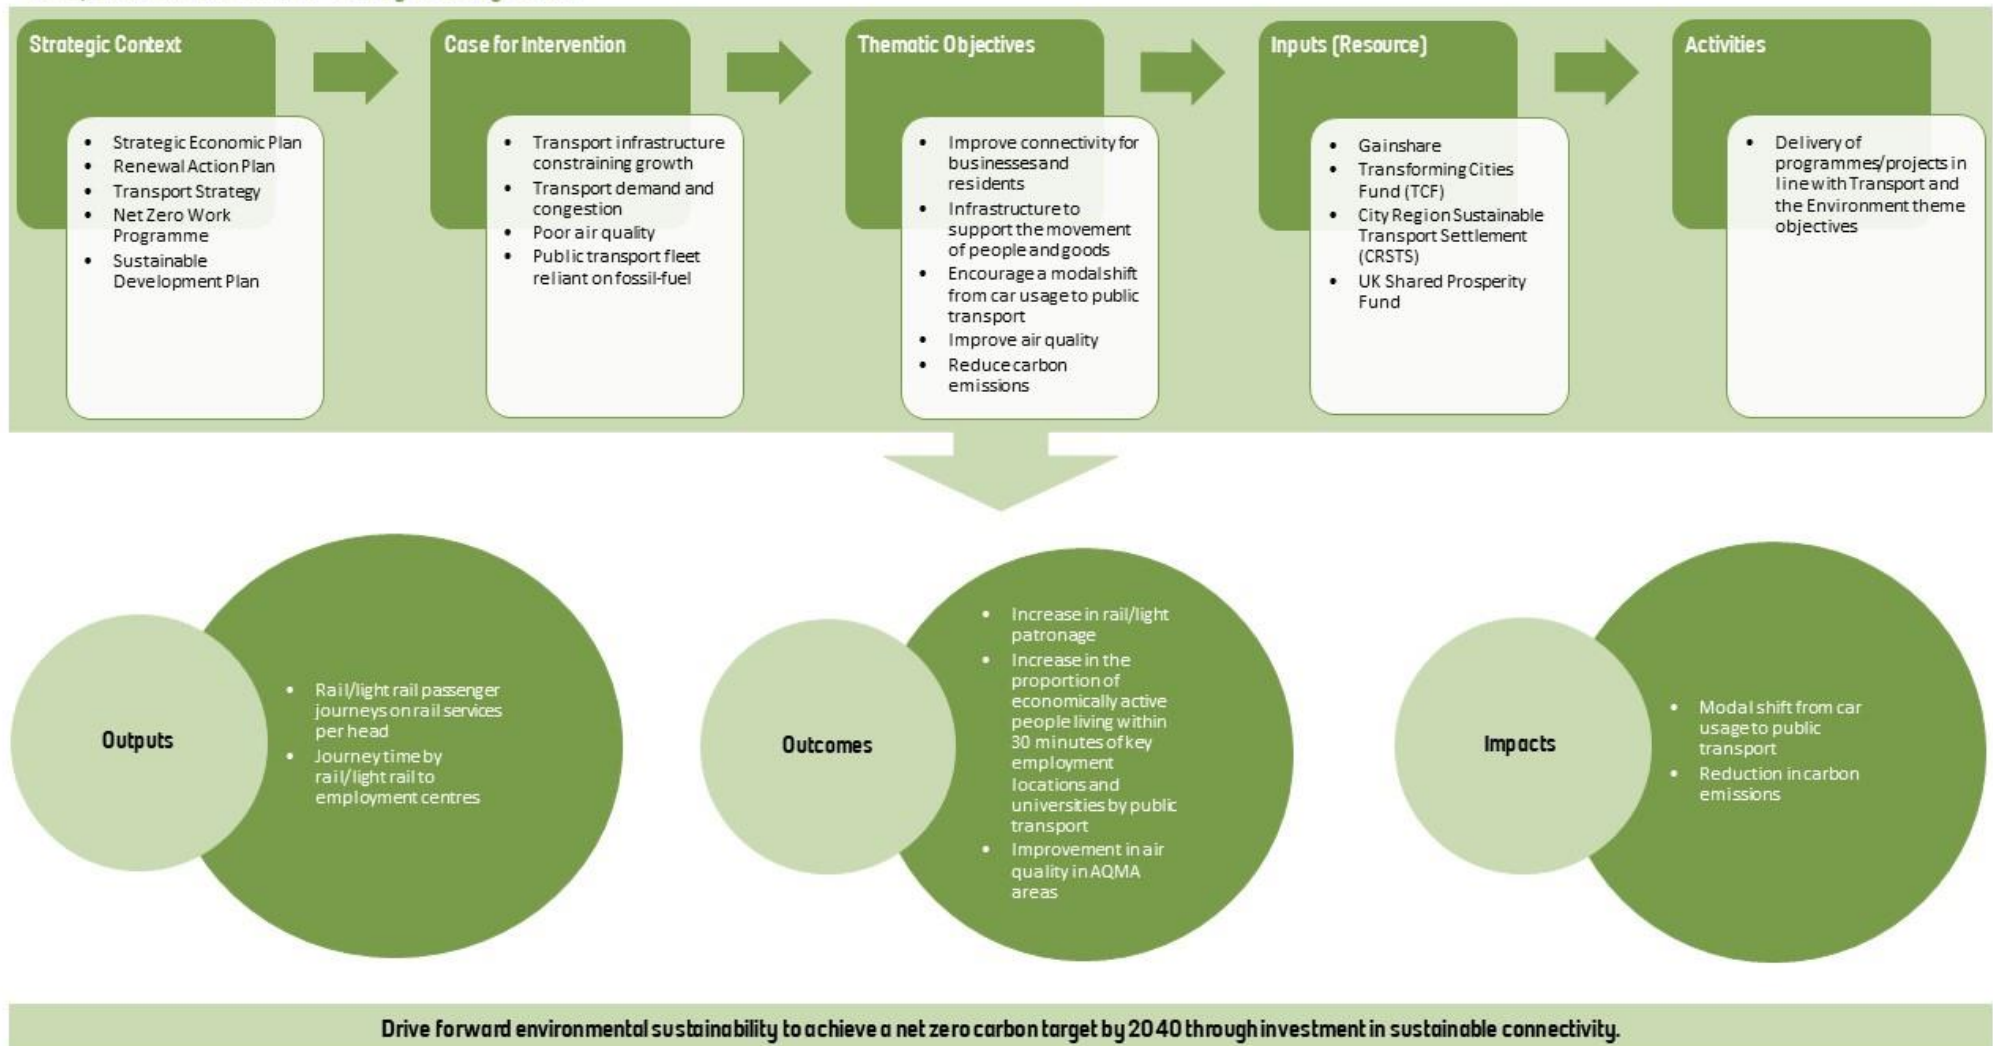 Strategic Context
Case for Intervention
Thematic Objectives
Inputs (Resource)
Activities
• Strategic Economic Plan
• Renewal Action Plan
• Transport Strategy
• Net Zero Work
Programme
• Sustainable
Development Plan
• Transport infrastructure
constraining growth
• Transport demand and
congestion
• Poor air quality
• Public transport fleet
reliant on fossil-fuel
• Improve connectivity for
businesses and
residents
• Infrastructure to
support the movement
of people and goods
• Encourage a modal shift
from car usage to public
transport
• Improve air quality
• Reduce carbon
emissions
• Gainshare
• Transforming Cities
Fund (TCF)
• City Region Sustainable
Transport Settlement
(CRSTS)
• UK Shared Prosperity
Fund
• Delivery of
programmes/projects in
line with Transport and
the Environment theme
objectives
Outputs
• Rail/light rail passenger
journeys on rail services
per head
• Journey time by
rail/light rail to
employment centres
Outcomes
• Increase in rail/light
patronage
• Increase in the
proportion of
economically active
people living within
30 minutes of key
employment
locations and
universities by public
transport
• Improvement in air
quality in AQMA
areas
Impacts
• Modal shift from car
usage to public
transport
• Reduction in carbon
emissions
Drive forward environmental sustainability to achieve a net zero carbon target by 2040 through investment in sustainable connectivity.